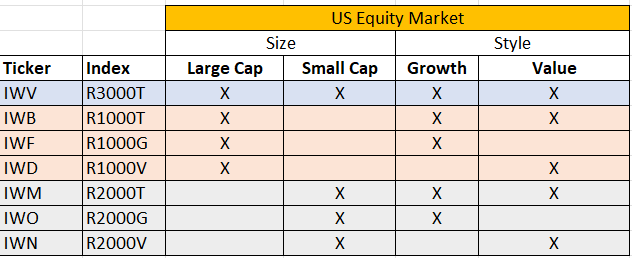 US Equity Market
Size Style
Ticker Index Large Cap Small Cap Growth Value
IWV R3000T X X X X
IWB R1000T X X X
IWF R1000G X X
IWD R1000V X X
IWM R2000T X X X
IWO R2000G X X
IWN R2000V X X